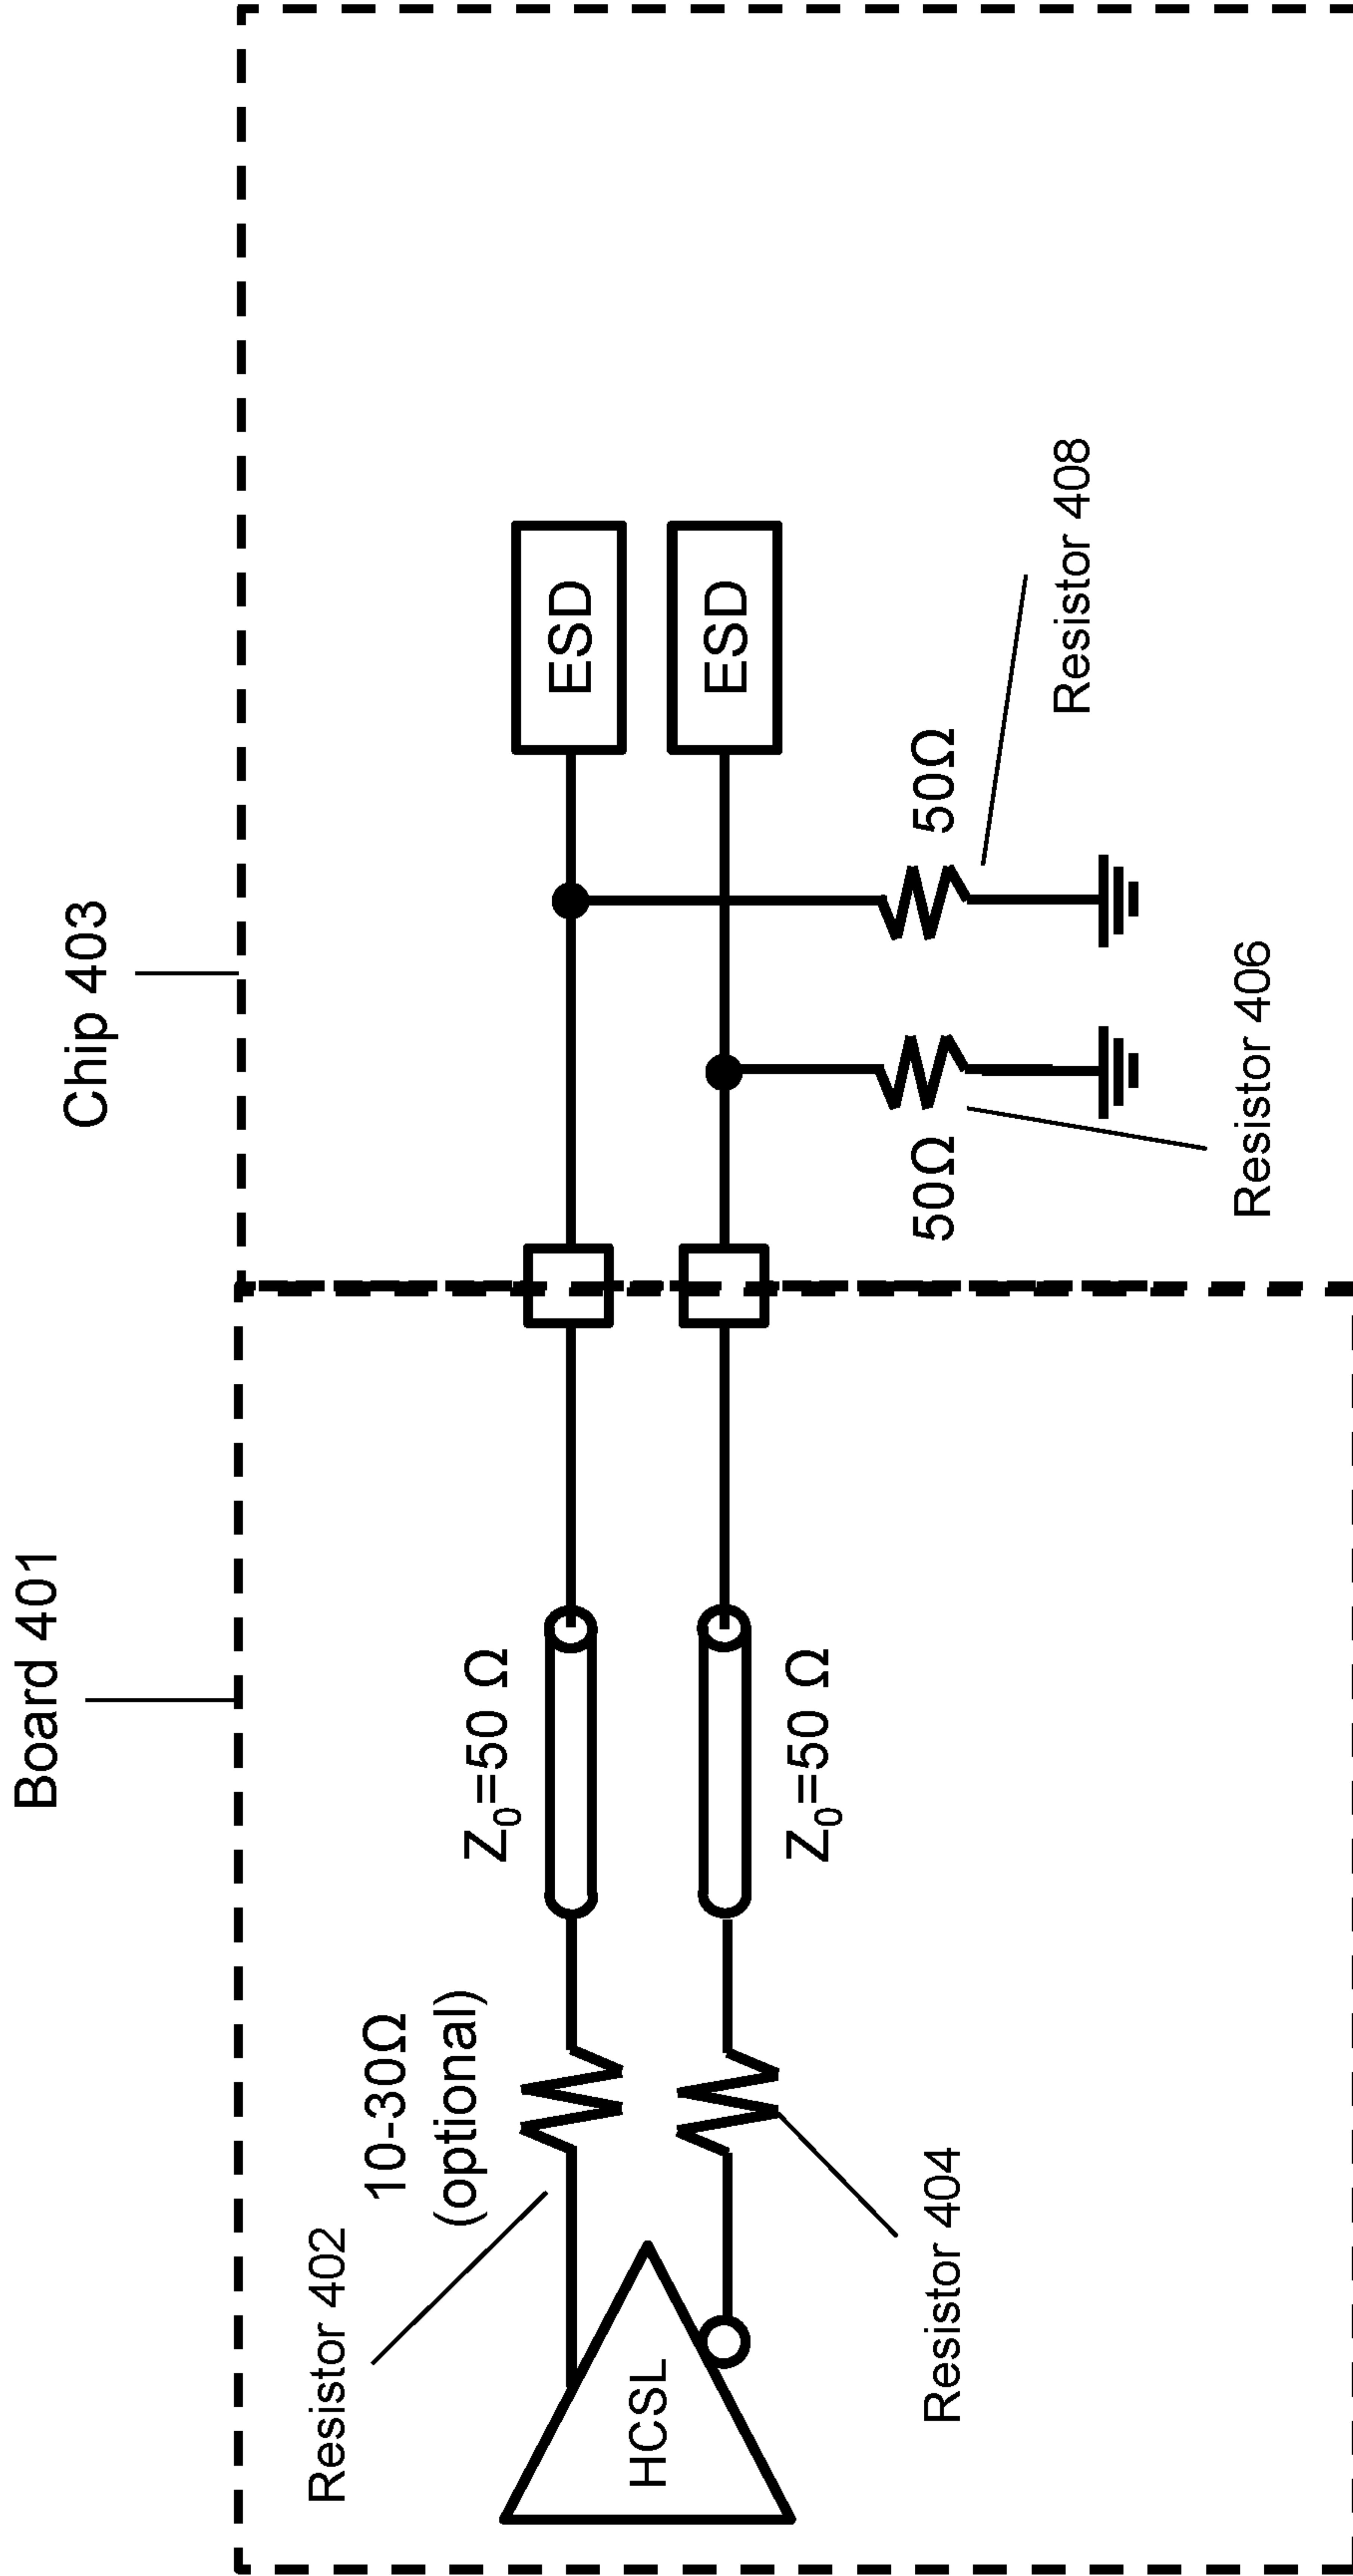 Board 401
Chip 403
Resistor 402
10-30Ω
(optional)
Z₀=50 Ω
ESD
HCSL
Z₀=50 Ω
ESD
Resistor 404
50Ω
50Ω
Resistor 408
Resistor 406